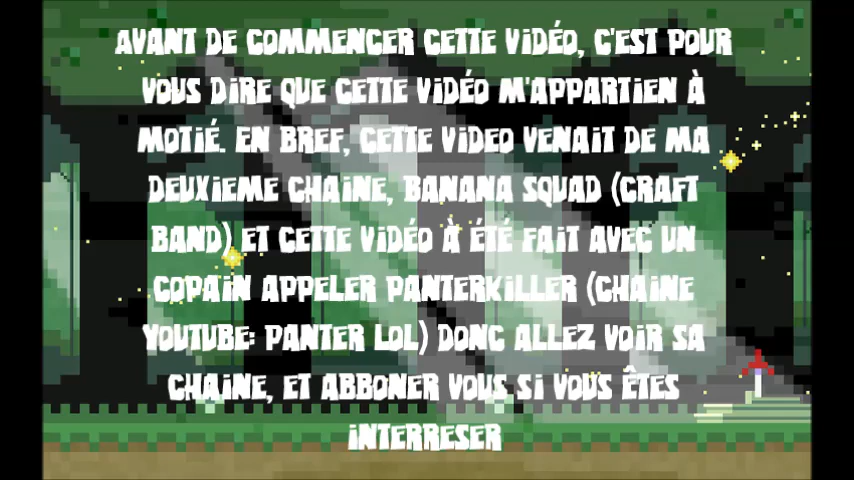 AVANT DE COMMENCER CETTE VIDÉO, C'EST POUR
VOUS DIRE QUE CETTE VIDÉO M'APPARTIEN À
MOTIÉ. EN BREF, CETTE VIDEO VENAIT DE MA
DEUXIEME CHAINE, BANANA SQUAD (CRAFT
BAND) ET CETTE VIDÉO À ÉTÉ FAIT AVEC UN
COPAIN APPELER PANTERKILLER (CHAINE
YOUTUBE: PANTER LOL) DONC ALLEZ VOIR SA
CHAINE, ET ABBONER VOUS SI VOUS ÊTES
INTERRESER